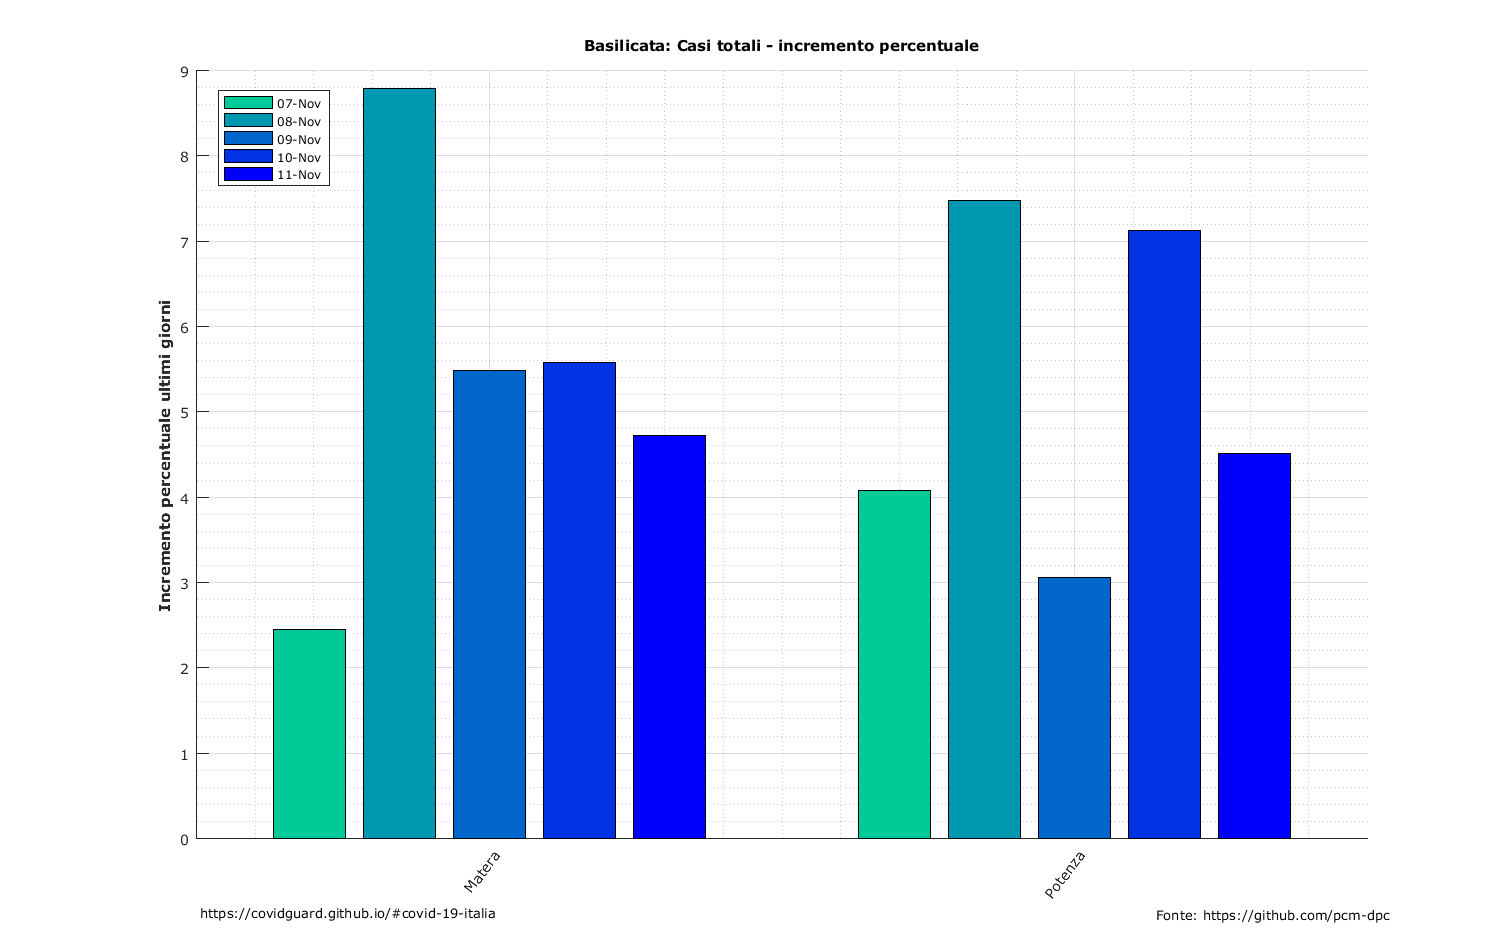 Basilicata: Casi totali - incremento percentuale
Incremento percentuale ultimi giorni
9
8
7
6
5
4
3
2
1
0
07-Nov
08-Nov
09-Nov
10-Nov
11-Nov
Matera
Potenza
https://covidguard.github.io/#covid-19-italia
Fonte: https://github.com/pcm-dpc